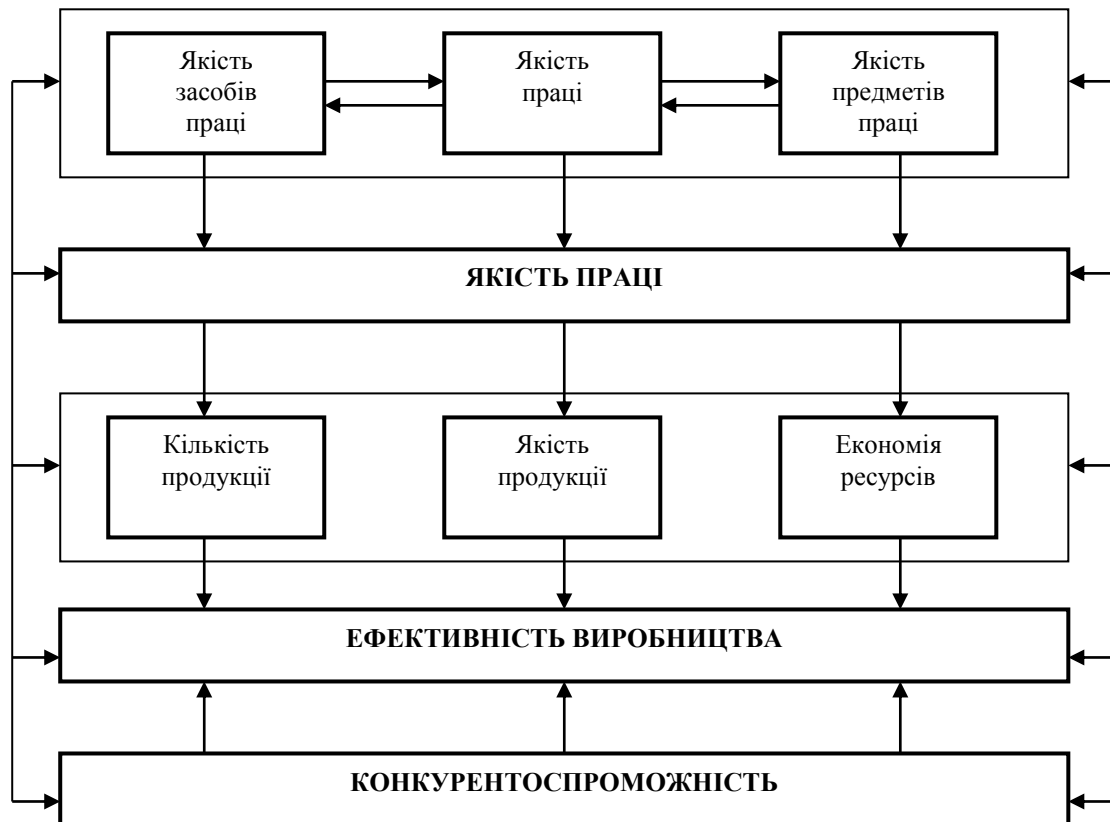 Якість
засобів
праці
Якість
праці
Якість
предметів
праці
ЯКІСТЬ ПРАЦІ
Кількість
продукції
Якість
продукції
Економія
ресурсів
ЕФЕКТИВНІСТЬ ВИРОБНИЦТВА
КОНКУРЕНТОСПРОМОЖНІСТЬ